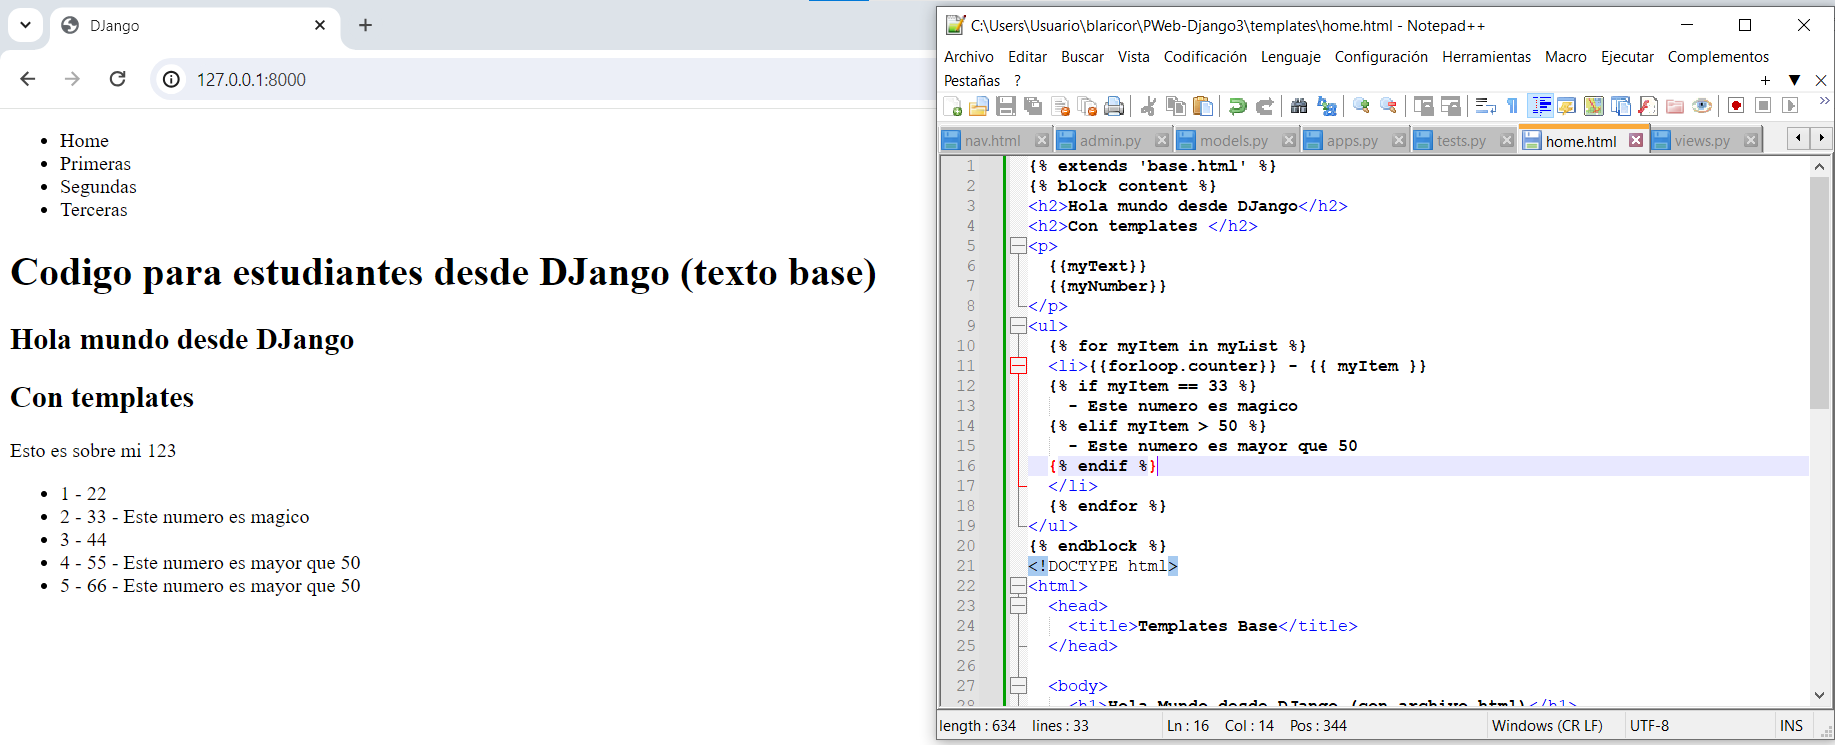 DJango
127.0.0.1:8000
Home
Primeras
Segundas
Terceras
Codigo para estudiantes desde DJango (texto base)
Hola mundo desde DJango
Con templates
Esto es sobre mi 123
1 - 22
2 - 33 - Este numero es magico
3 - 44
4 - 55 - Este numero es mayor que 50
5 - 66 - Este numero es mayor que 50
C:\Users\Usuario\blaricor\PWeb-Django3\templates\home.html - Notepad++
Archivo Editar Buscar Vista Codificación Lenguaje Configuración Herramientas Macro Ejecutar Complementos
Pestañas ?
nav.html admin.py models.py apps.py tests.py home.html views.py
1 {% extends 'base.html' %}
2 {% block content %}
3 <h2>Hola mundo desde DJango</h2>
4 <h2>Con templates </h2>
5 <p>
6 {{myText}}
7 {{myNumber}}
8 </p>
9 <ul>
10 {% for myItem in myList %}
11 <li>{{forloop.counter}} - {{ myItem }}
12 {% if myItem == 33 %}
13 - Este numero es magico
14 {% elif myItem > 50 %}
15 - Este numero es mayor que 50
16 {% endif %}
17 </li>
18 {% endfor %}
19 </ul>
20 {% endblock %}
21 <!DOCTYPE html>
22 <html>
23 <head>
24 <title>Templates Base</title>
25 </head>
26
27 <body>
28 <h1>Hola Mundo desde DJango (con archivo html)</h1>
length : 634 lines : 33 Ln : 16 Col : 14 Pos : 344 Windows (CR LF) UTF-8 INS